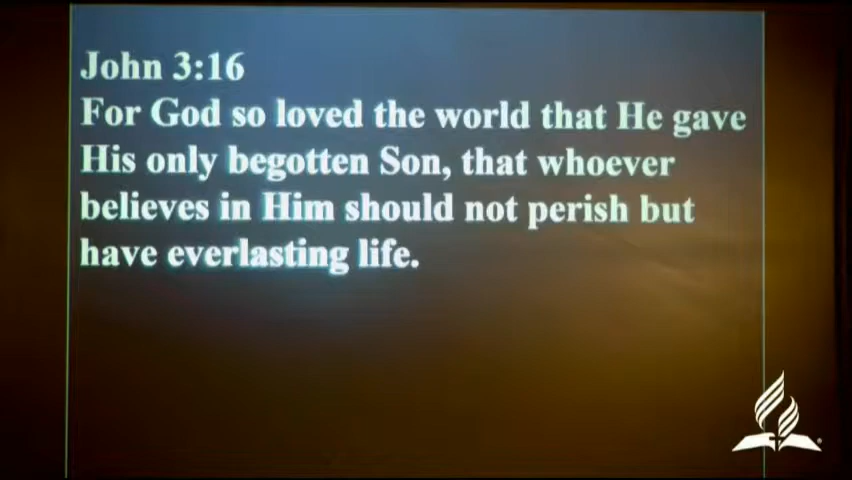 John 3:16
For God so loved the world that He gave
His only begotten Son, that whoever
believes in Him should not perish but
have everlasting life.